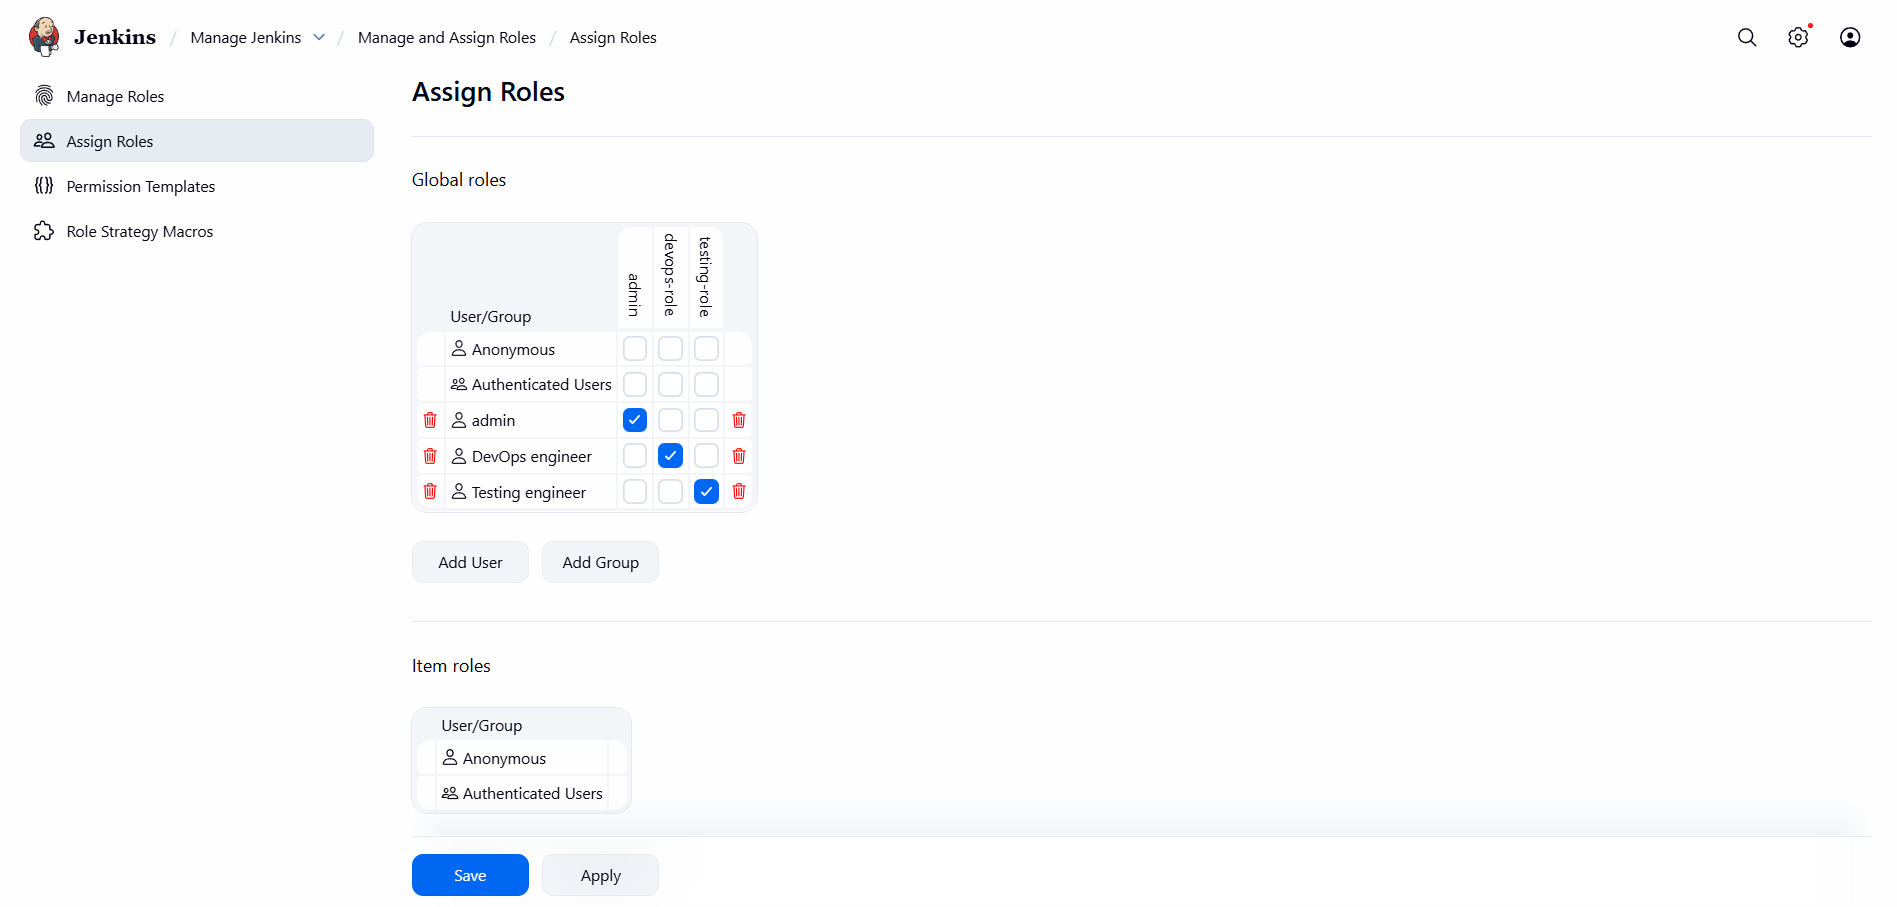 Jenkins / Manage Jenkins / Manage and Assign Roles / Assign Roles
Manage Roles
Assign Roles
Permission Templates
Role Strategy Macros
Assign Roles
Global roles
User/Group admin devops-role testing-role
Anonymous
Authenticated Users
admin
DevOps engineer
Testing engineer
Add User Add Group
Item roles
User/Group
Anonymous
Authenticated Users
Save Apply